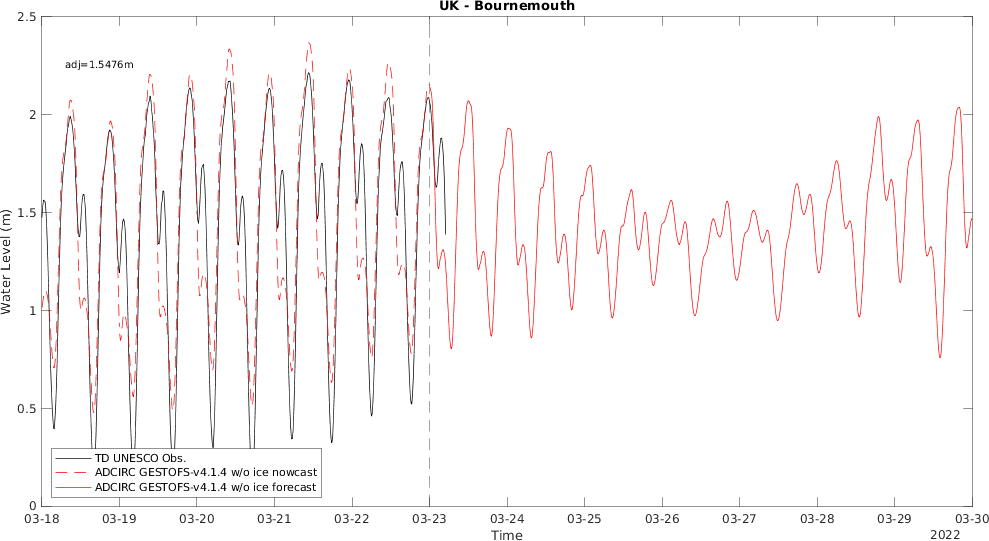 UK - Bournemouth
adj=1.5476m
Water Level (m)
2.5
2
1.5
1
0.5
0
TD UNESCO Obs.
ADCIRC GESTOFS-v4.1.4 w/o ice nowcast
ADCIRC GESTOFS-v4.1.4 w/o ice forecast
03-18 03-19 03-20 03-21 03-22 03-23 03-24 03-25 03-26 03-27 03-28 03-29 03-30
Time
2022